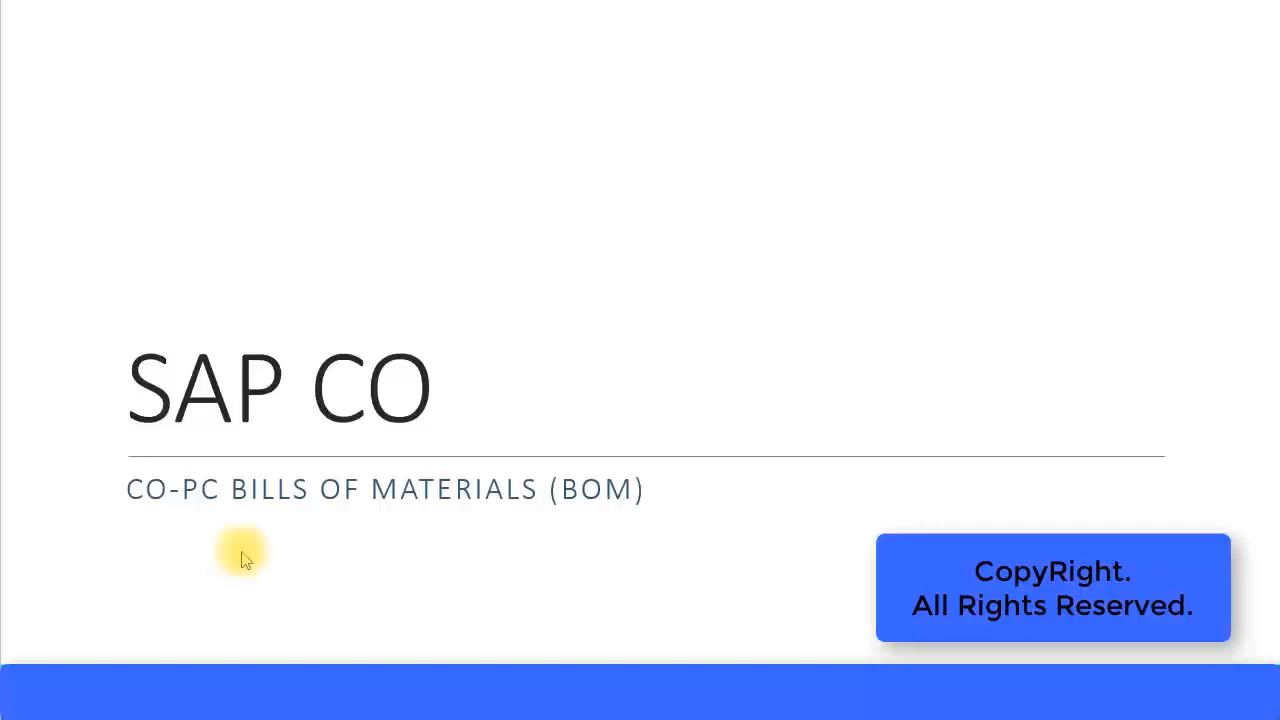 SAP CO
CO-PC BILLS OF MATERIALS (BOM)
CopyRight.
All Rights Reserved.